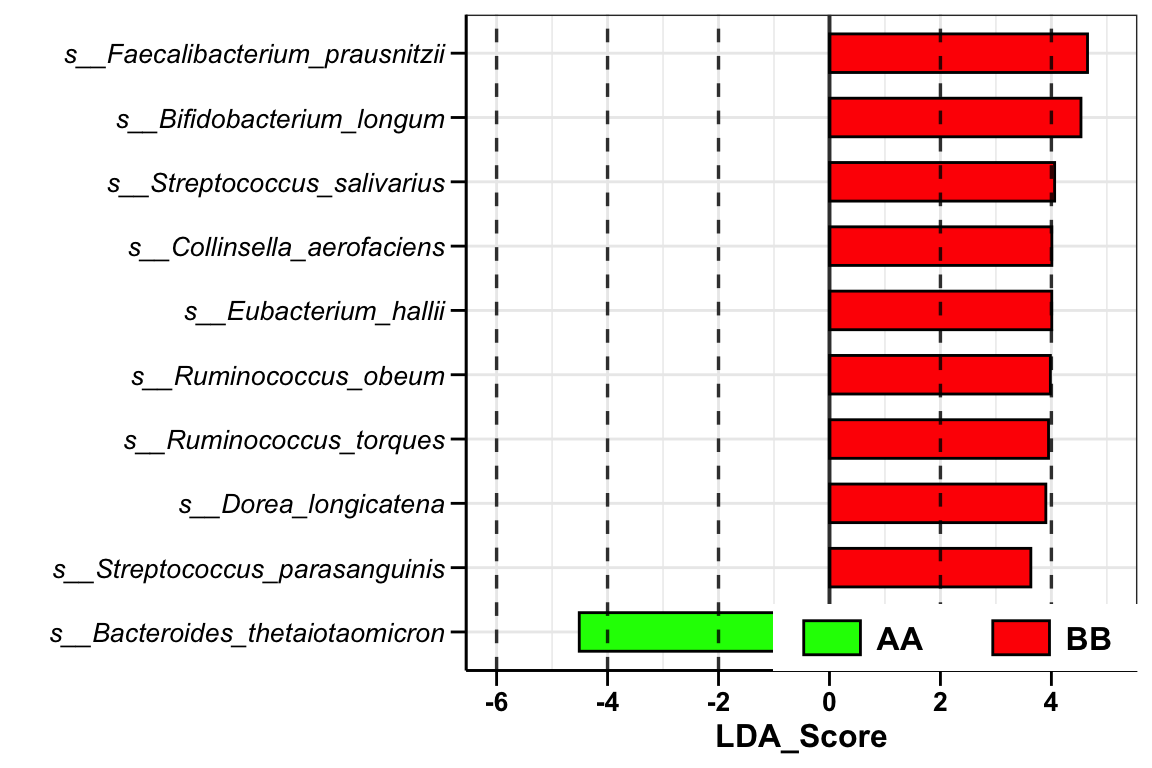 s__Faecalibacterium_prausnitzii
s__Bifidobacterium_longum
s__Streptococcus_salivarius
s__Collinsella_aerofaciens
s__Eubacterium_hallii
s__Ruminococcus_obeum
s__Ruminococcus_torques
s__Dorea_longicatena
s__Streptococcus_parasanguinis
s__Bacteroides_thetaiotaomicron
AA BB
-6 -4 -2 0 2 4
LDA_Score